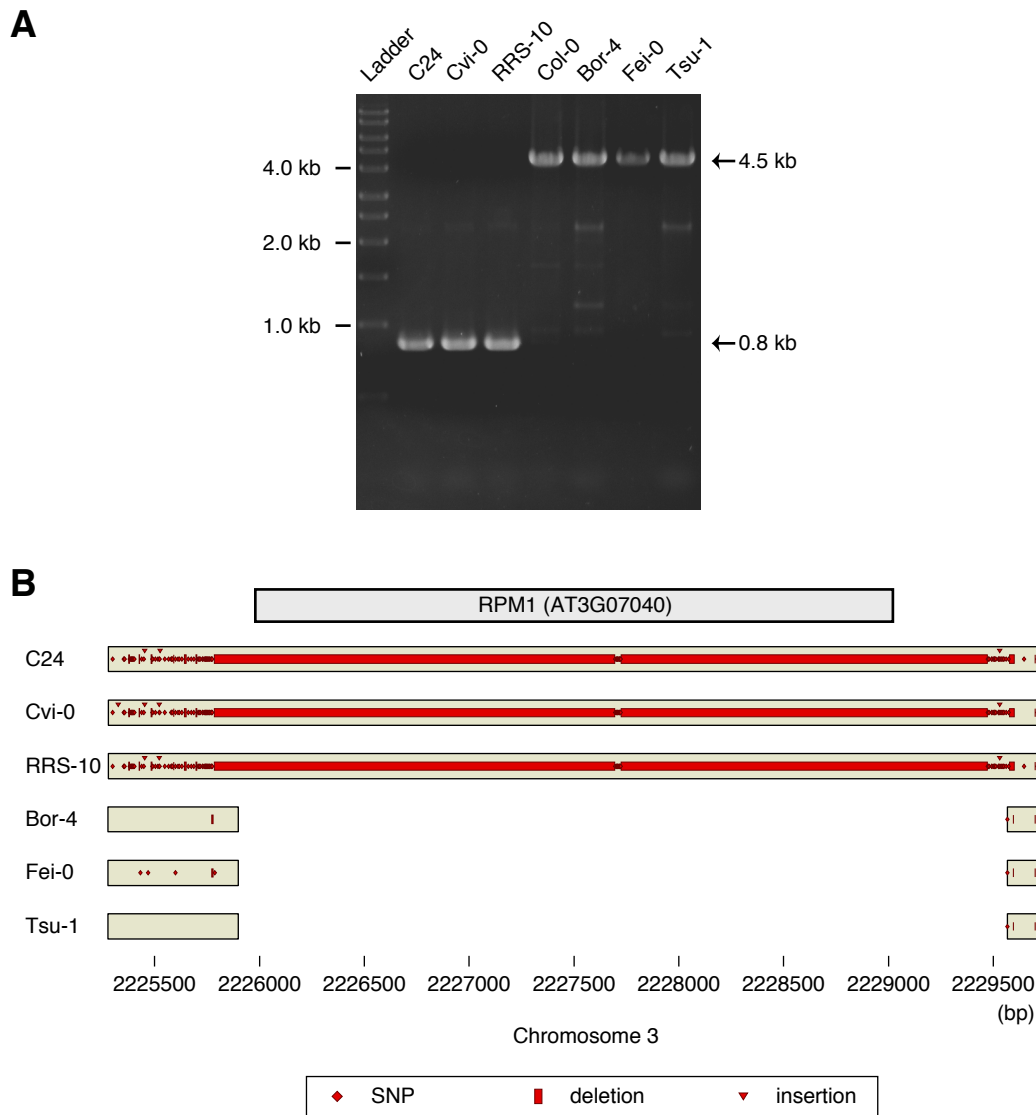 A
Ladder C24 Cvi-0 RRS-10 Col-0 Bor-4 Fei-0 Tsu-1
4.0 kb
4.5 kb
2.0 kb
1.0 kb
0.8 kb
B
RPM1 (AT3G07040)
C24
Cvi-0
RRS-10
Bor-4
Fei-0
Tsu-1
2225500 2226000 2226500 2227000 2227500 2228000 2228500 2229000 2229500
(bp)
Chromosome 3
SNP deletion insertion